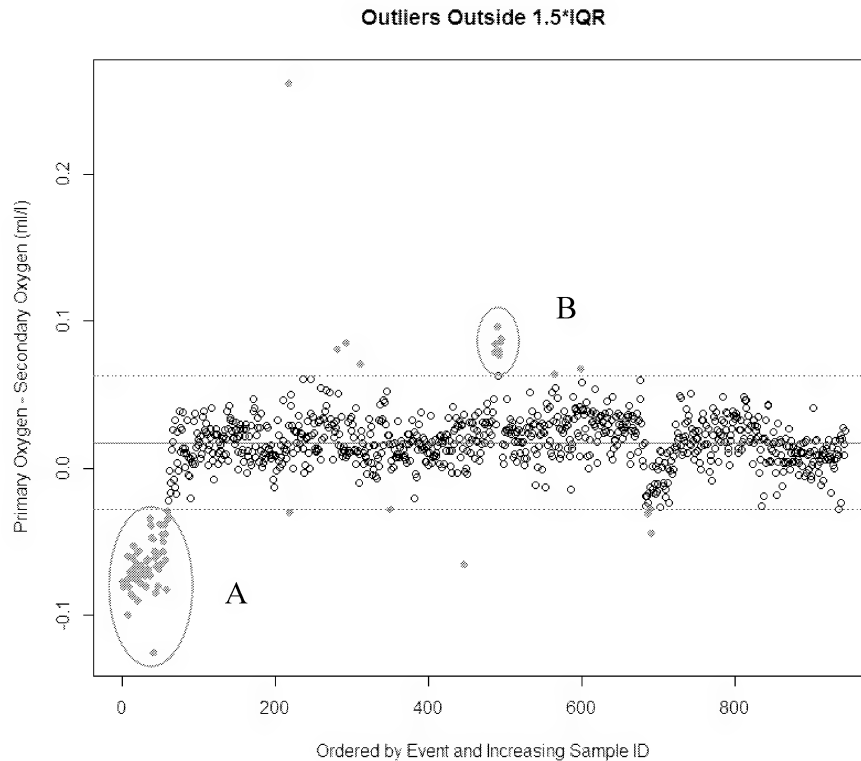 Outliers Outside 1.5*IQR
Primary Oxygen - Secondary Oxygen (ml/l)
0.2
0.1
0.0
-0.1
B
A
0
200
400
600
800
Ordered by Event and Increasing Sample ID